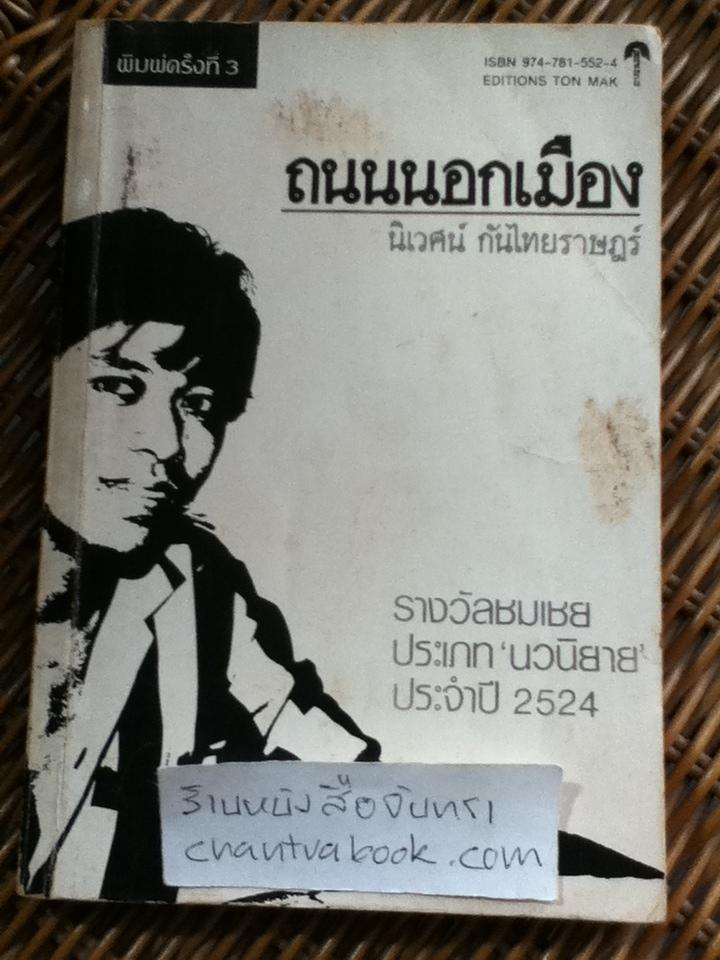 พิมพ์ครั้งที่ 3
ISBN 974-781-552-4
EDITIONS TON MAK
ถนนนอกเมือง
นิเวศน์ กันไทยราษฎร์
รางวัลชมเชย
ประเภท 'นวนิยาย'
ประจำปี 2524
ร้านหนังสือจันทรา
chantrabook.com